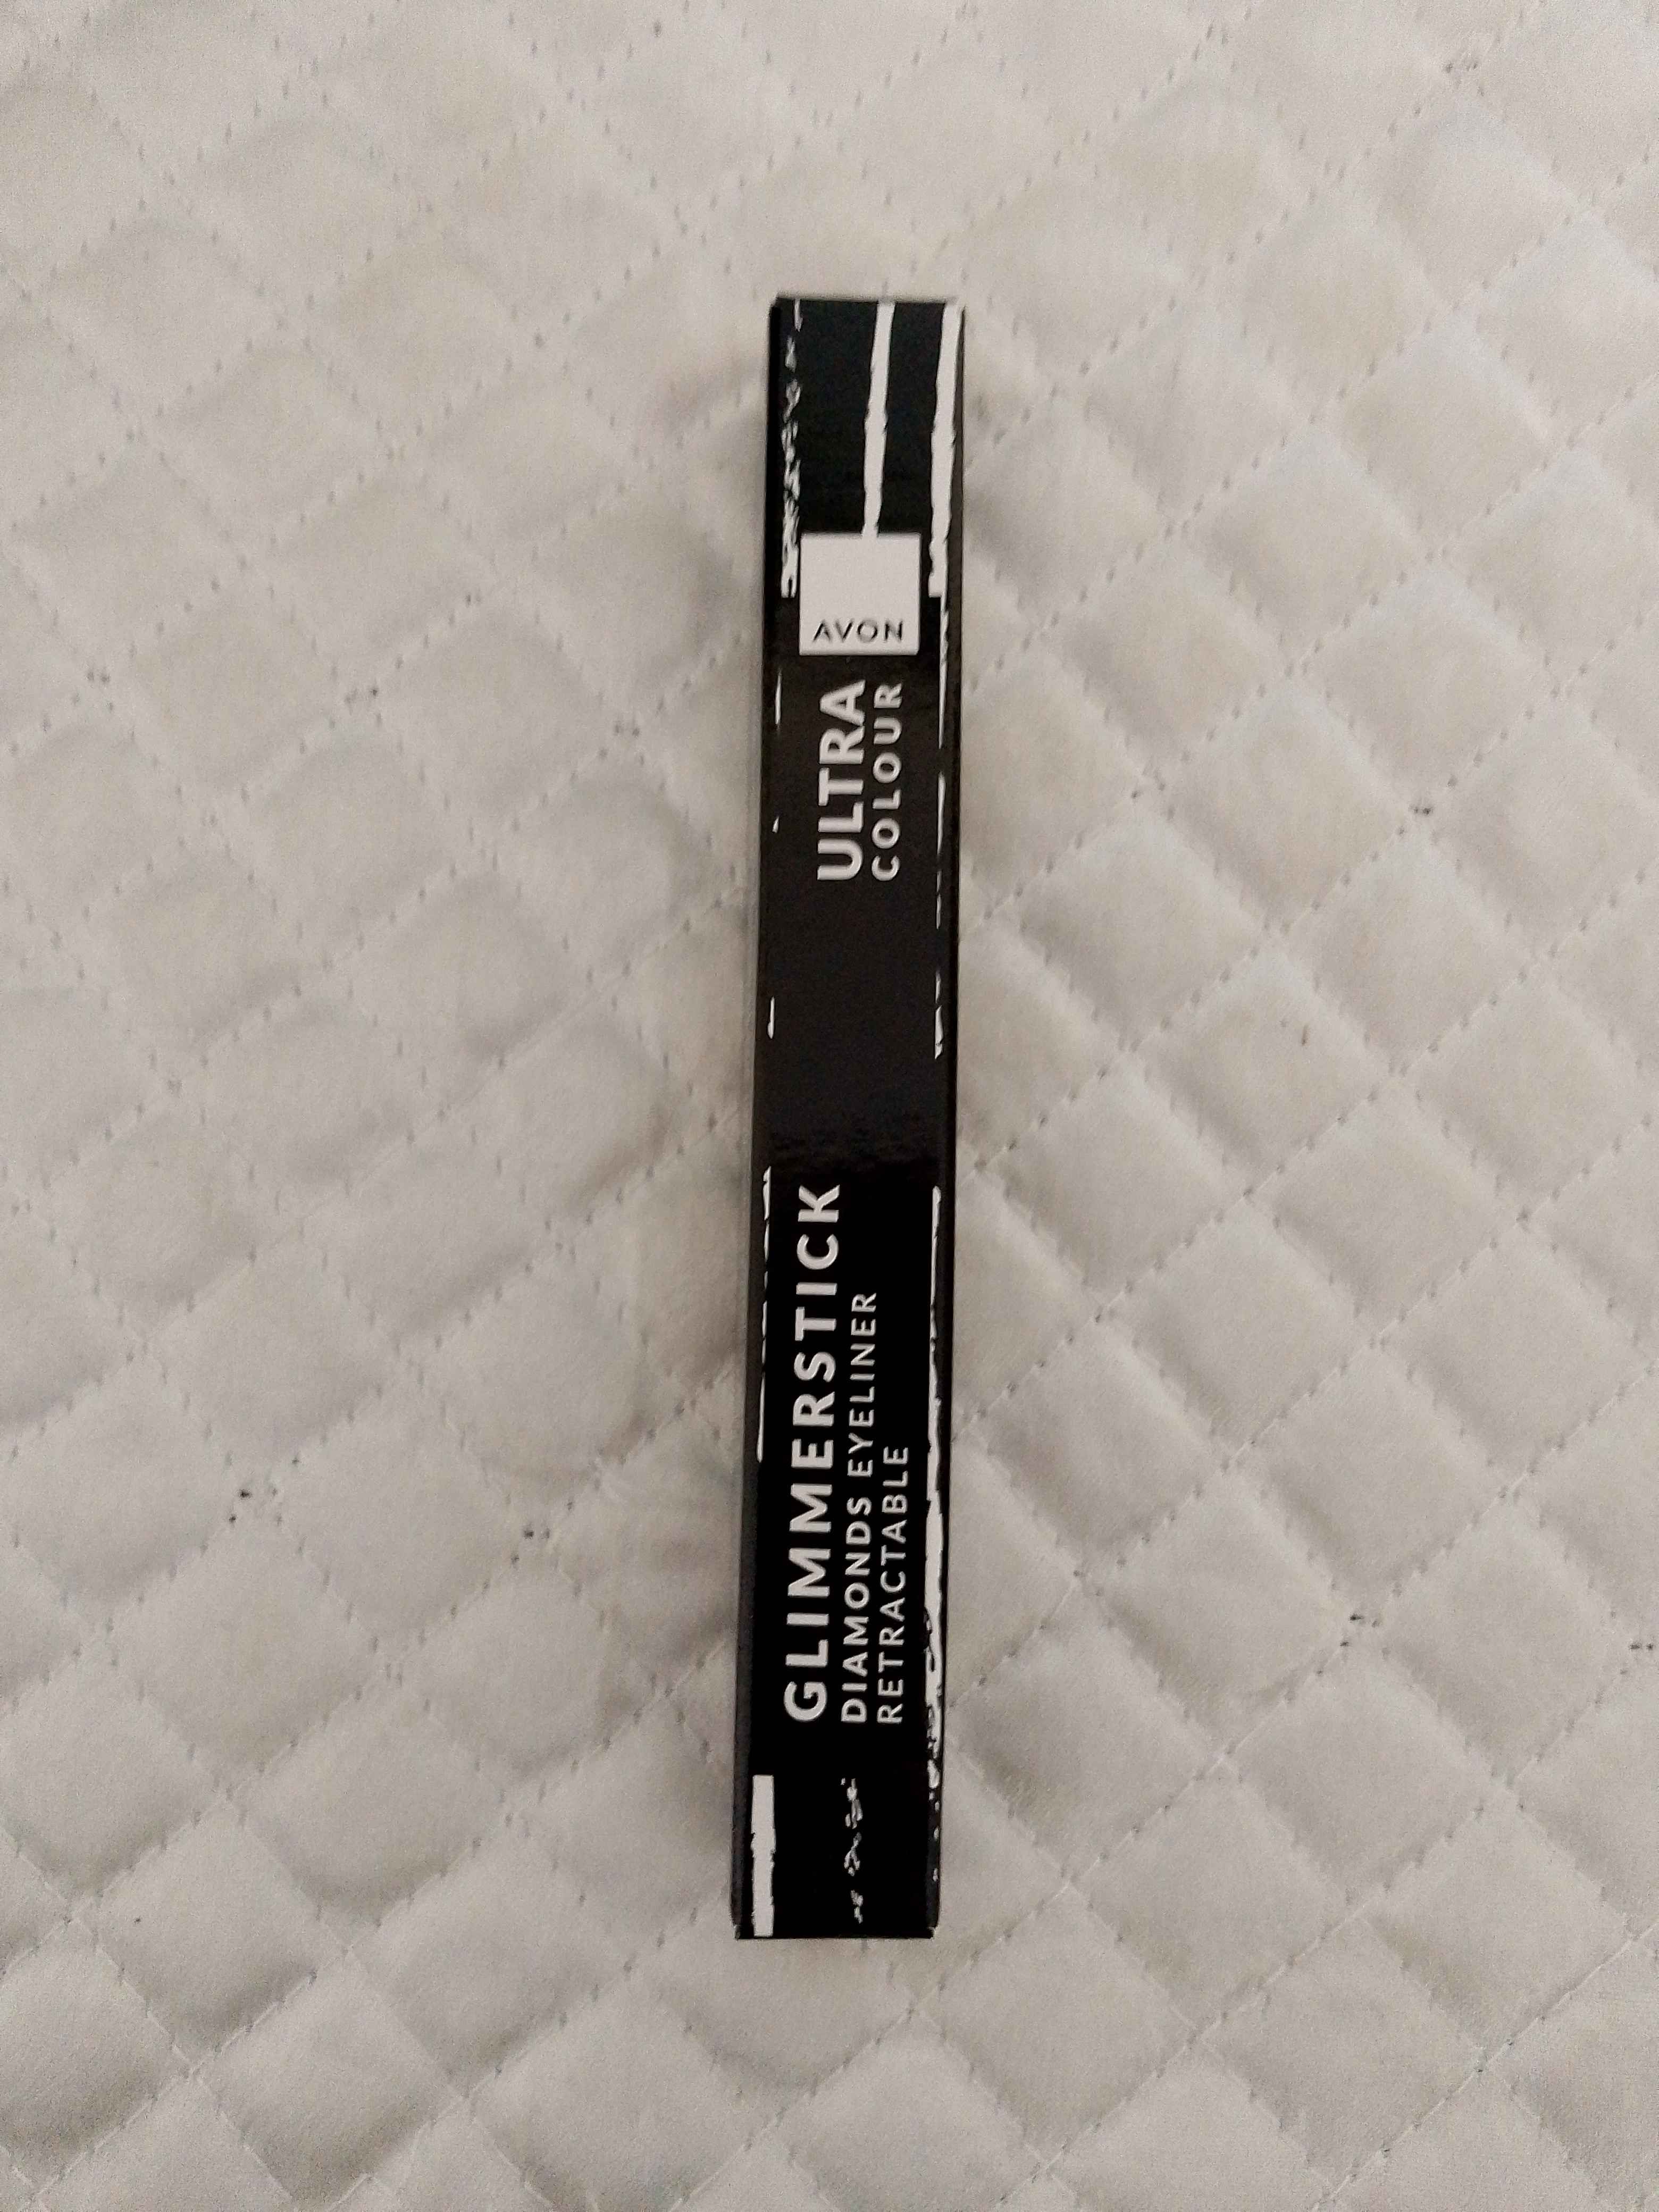 GLIMMERSTICK
DIAMONDS EYELINER
RETRACTABLE
ULTRA
COLOUR
AVON